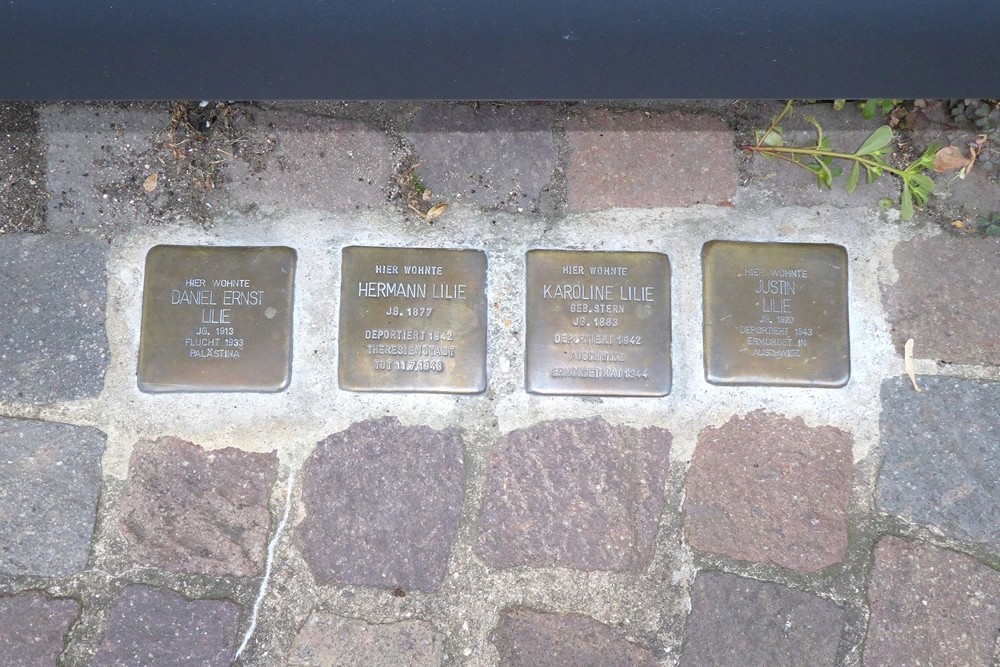 HIER WOHNTE
DANIEL ERNST
LILIE
JG. 1913
FLUCHT 1933
PALÄSTINA
HIER WOHNTE
HERMANN LILIE
JG. 1877
DEPORTIERT 1942
THERESIENSTADT
TOT 11.7.1943
HIER WOHNTE
KAROLINE LILIE
GEB. STERN
JG. 1883
DEPORTIERT 1942
AUSCHWITZ
ERMORDET MAI 1944
HIER WOHNTE
JUSTIN
LILIE
JG. 1920
DEPORTIERT 1943
ERMORDET IN
AUSCHWITZ